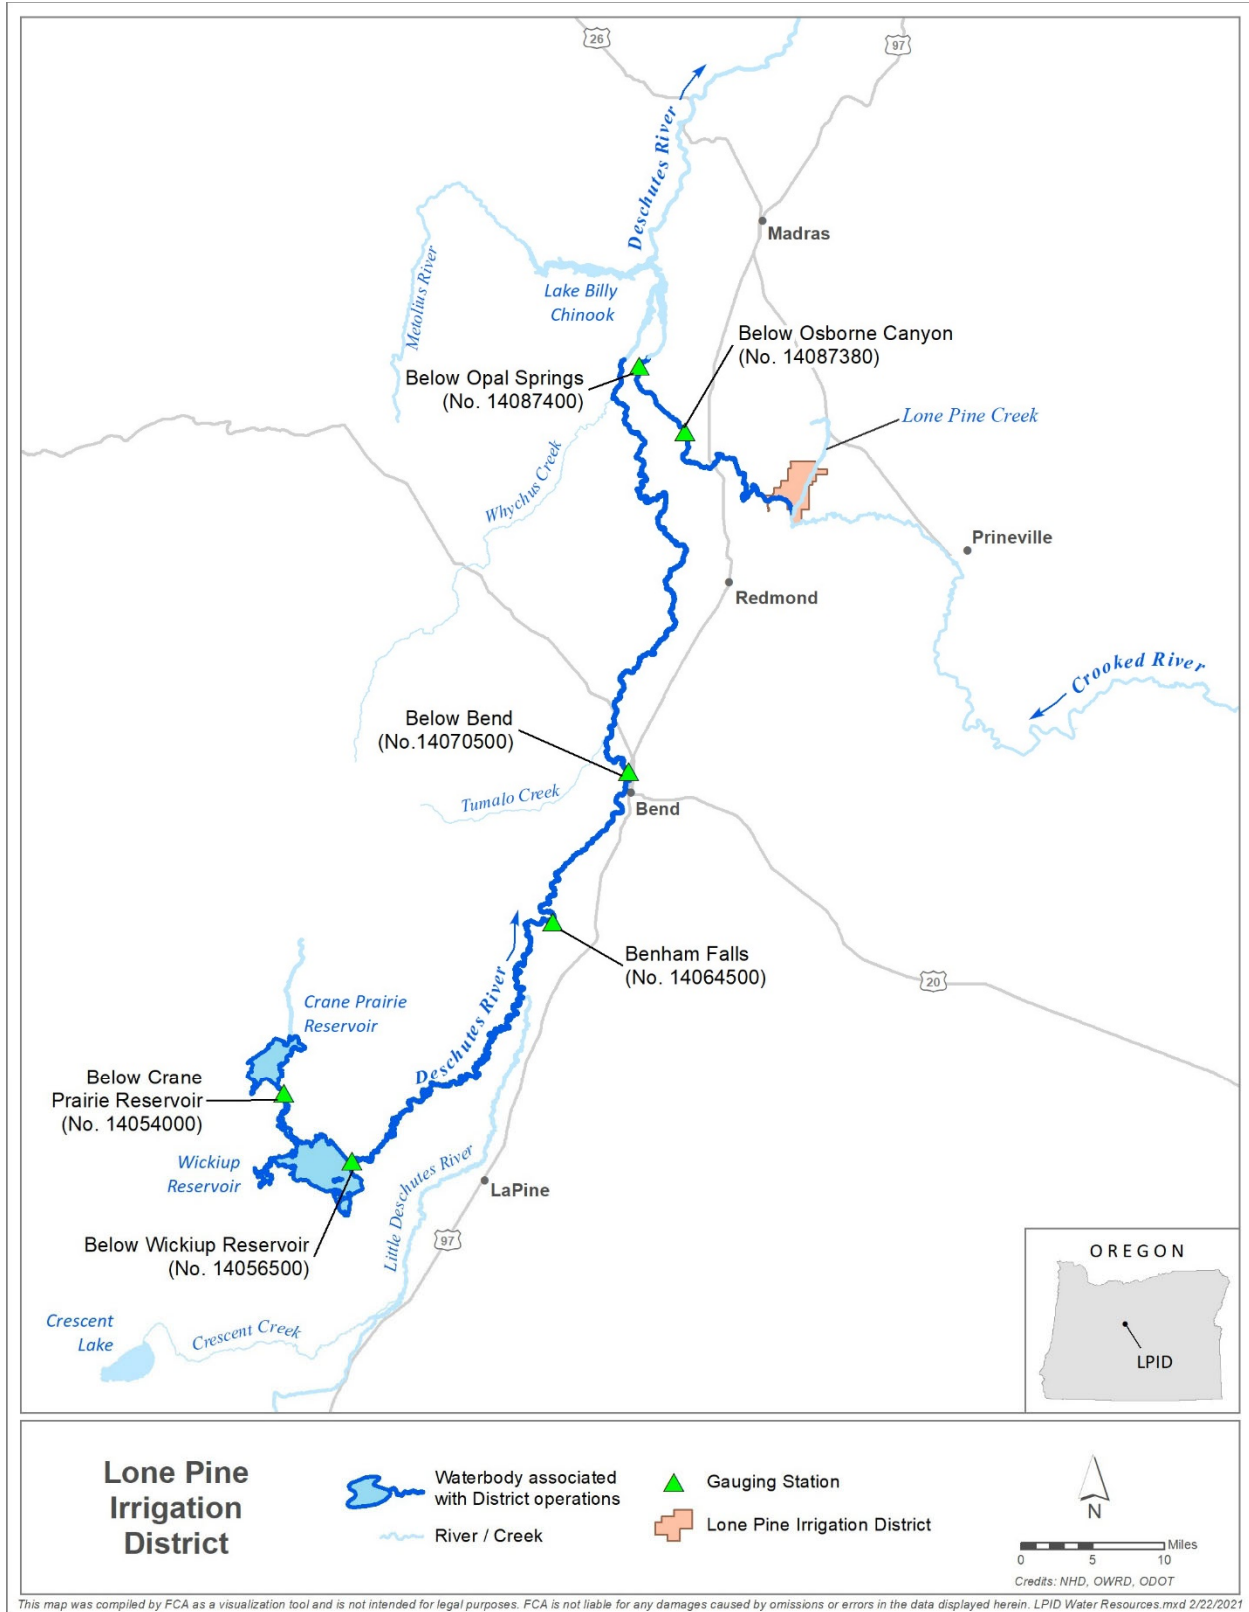 26
97
Deschutes River
Madras
Metolius River
Lake Billy
Chinook
Below Osborne Canyon
(No. 14087380)
Below Opal Springs
(No. 14087400)
Lone Pine Creek
Whychus Creek
Prineville
Redmond
Crooked River
Below Bend
(No.14070500)
Tumalo Creek
Bend
Benham Falls
(No. 14064500)
20
Deschutes River
Crane Prairie
Reservoir
Below Crane
Prairie Reservoir
(No. 14054000)
Wickiup
Reservoir
Little Deschutes River
LaPine
Below Wickiup Reservoir
(No. 14056500)
97
Crescent
Lake
Crescent Creek
OREGON
LPID
Lone Pine
Irrigation
District
Waterbody associated
with District operations
River / Creek
Gauging Station
Lone Pine Irrigation District
N
Miles
0 5 10
Credits: NHD, OWRD, ODOT
This map was compiled by FCA as a visualization tool and is not intended for legal purposes. FCA is not liable for any damages caused by omissions or errors in the data displayed herein. LPID Water Resources.mxd 2/22/2021